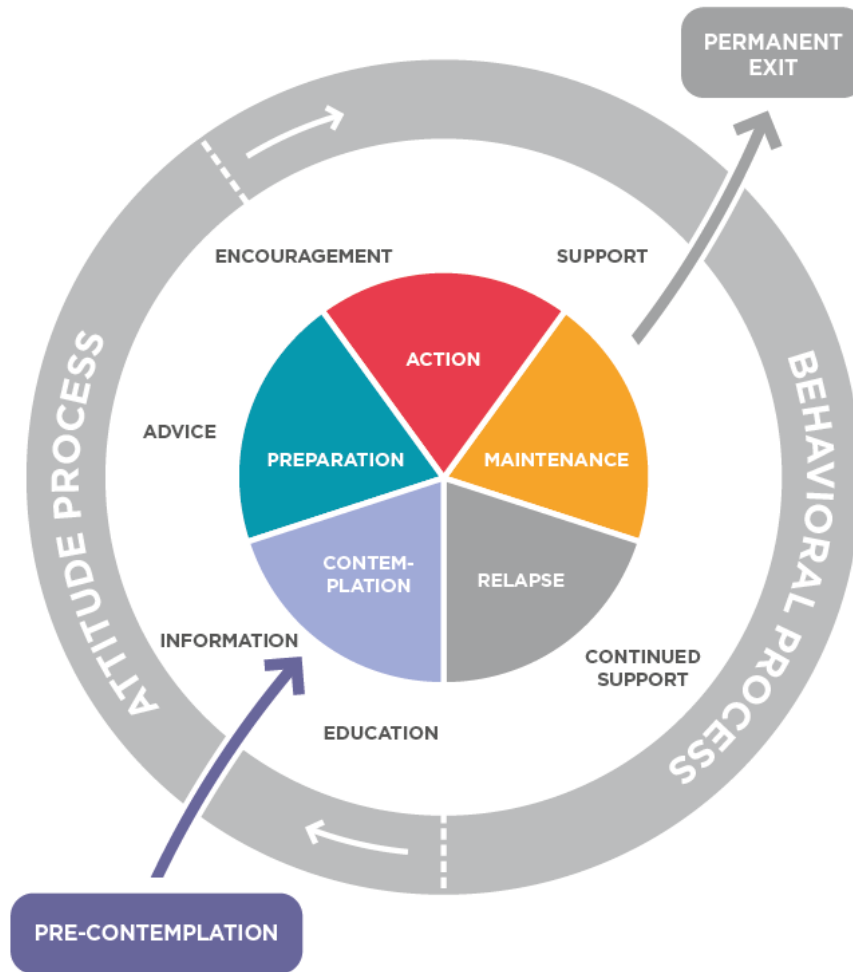 PERMANENT
EXIT
ENCOURAGEMENT
SUPPORT
ACTION
ATTITUDE PROCESS
BEHAVIORAL PROCESS
ADVICE
PREPARATION
MAINTENANCE
CONTEM-
PLATION
RELAPSE
INFORMATION
CONTINUED
SUPPORT
EDUCATION
PRE-CONTEMPLATION